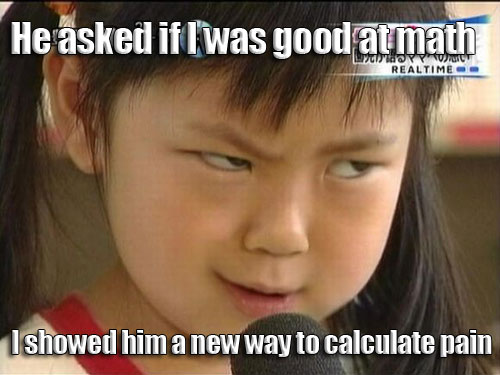 He asked if I was good at math
REALTIME
I showed him a new way to calculate pain